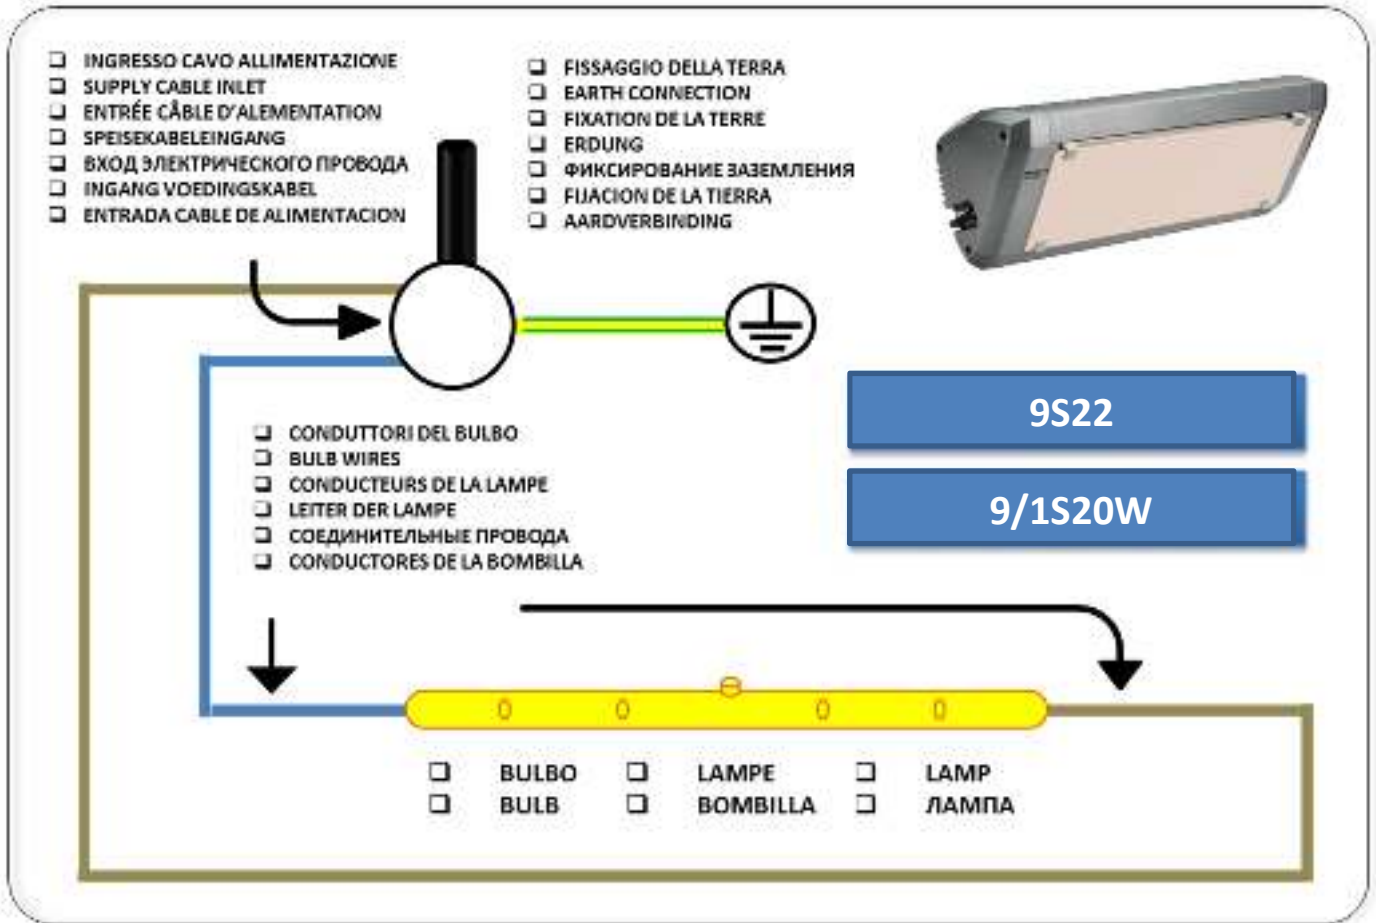 INGRESSO CAVO ALLIMENTAZIONE
SUPPLY CABLE INLET
ENTRÉE CÂBLE D'ALEMENTATION
SPEISEKABELEINGANG
ВХОД ЭЛЕКТРИЧЕСКОГО ПРОВОДА
INGANG VOEDINGSKABEL
ENTRADA CABLE DE ALIMENTACION
FISSAGGIO DELLA TERRA
EARTH CONNECTION
FIXATION DE LA TERRE
ERDUNG
ФИКСИРОВАНИЕ ЗАЗЕМЛЕНИЯ
FIJACION DE LA TIERRA
AARDVERBINDING
9S22
9/1S20W
CONDUTTORI DEL BULBO
BULB WIRES
CONDUCTEURS DE LA LAMPE
LEITER DER LAMPE
СОЕДИНИТЕЛЬНЫЕ ПРОВОДА
CONDUCTORES DE LA BOMBILLA
BULBO LAMPE LAMP
BULB BOMBILLA ЛАМПА